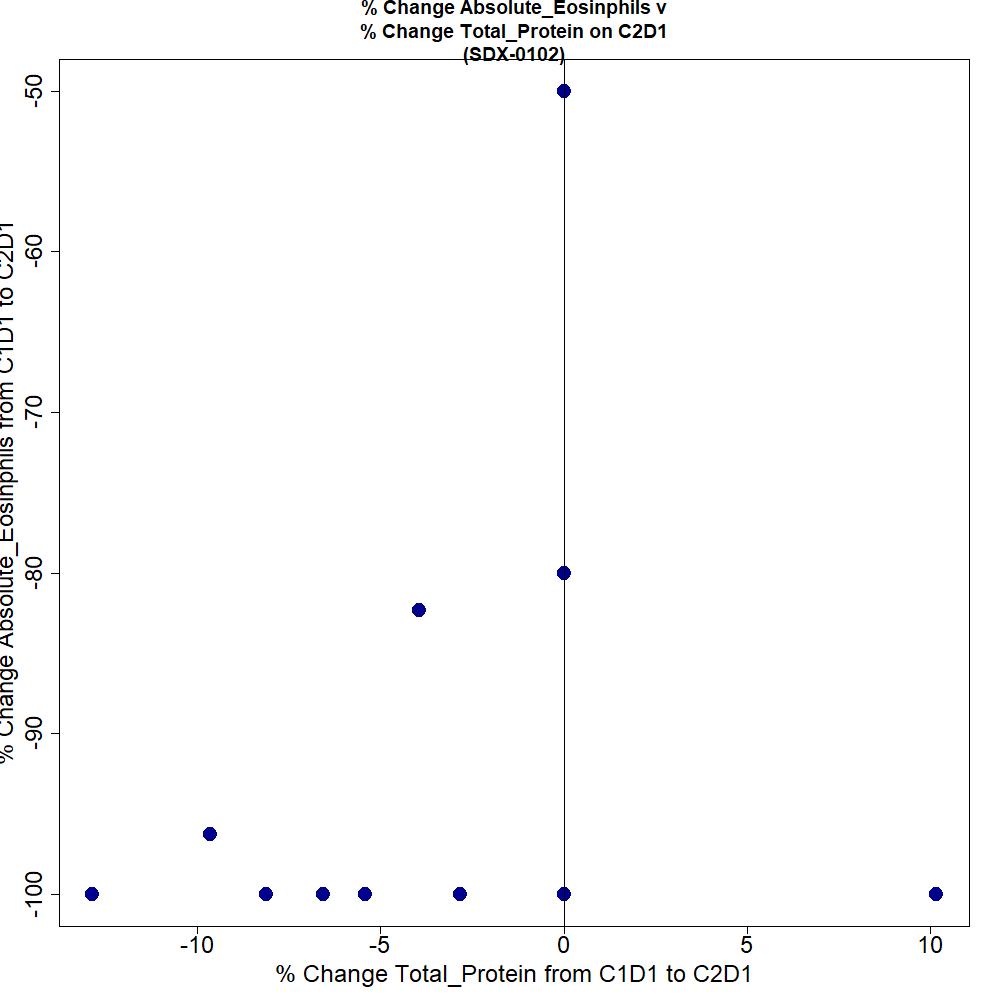 % Change Absolute_Eosinphils v
% Change Total_Protein on C2D1
(SDX-0102)
% Change Absolute_Eosinphils from C1D1 to C2D1
-50
-60
-70
-80
-90
-100
-10
-5
0
5
10
% Change Total_Protein from C1D1 to C2D1